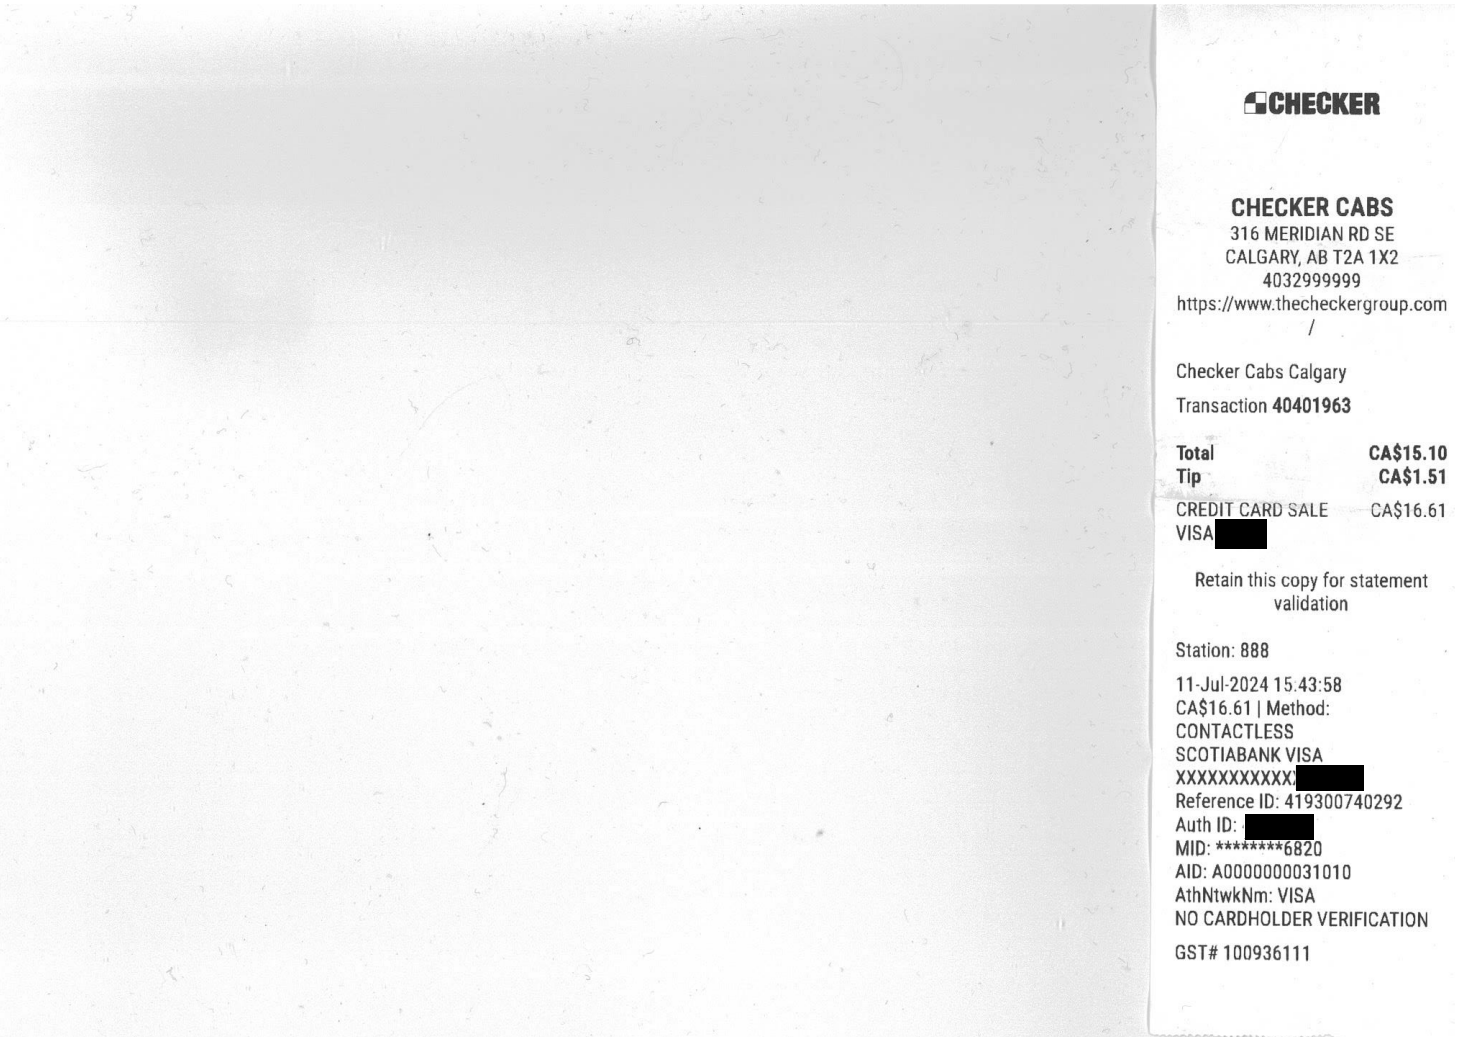 CHECKER
CHECKER CABS
316 MERIDIAN RD SE
CALGARY, AB T2A 1X2
4032999999
https://www.thecheckergroup.com
/
Checker Cabs Calgary
Transaction 40401963
Total CA$15.10
Tip CA$1.51
CREDIT CARD SALE CA$16.61
VISA
Retain this copy for statement
validation
Station: 888
11-Jul-2024 15:43:58
CA$16.61 | Method:
CONTACTLESS
SCOTIABANK VISA
XXXXXXXXXXX
Reference ID: 419300740292
Auth ID:
MID: ********6820
AID: A0000000031010
AthNtwkNm: VISA
NO CARDHOLDER VERIFICATION
GST# 100936111